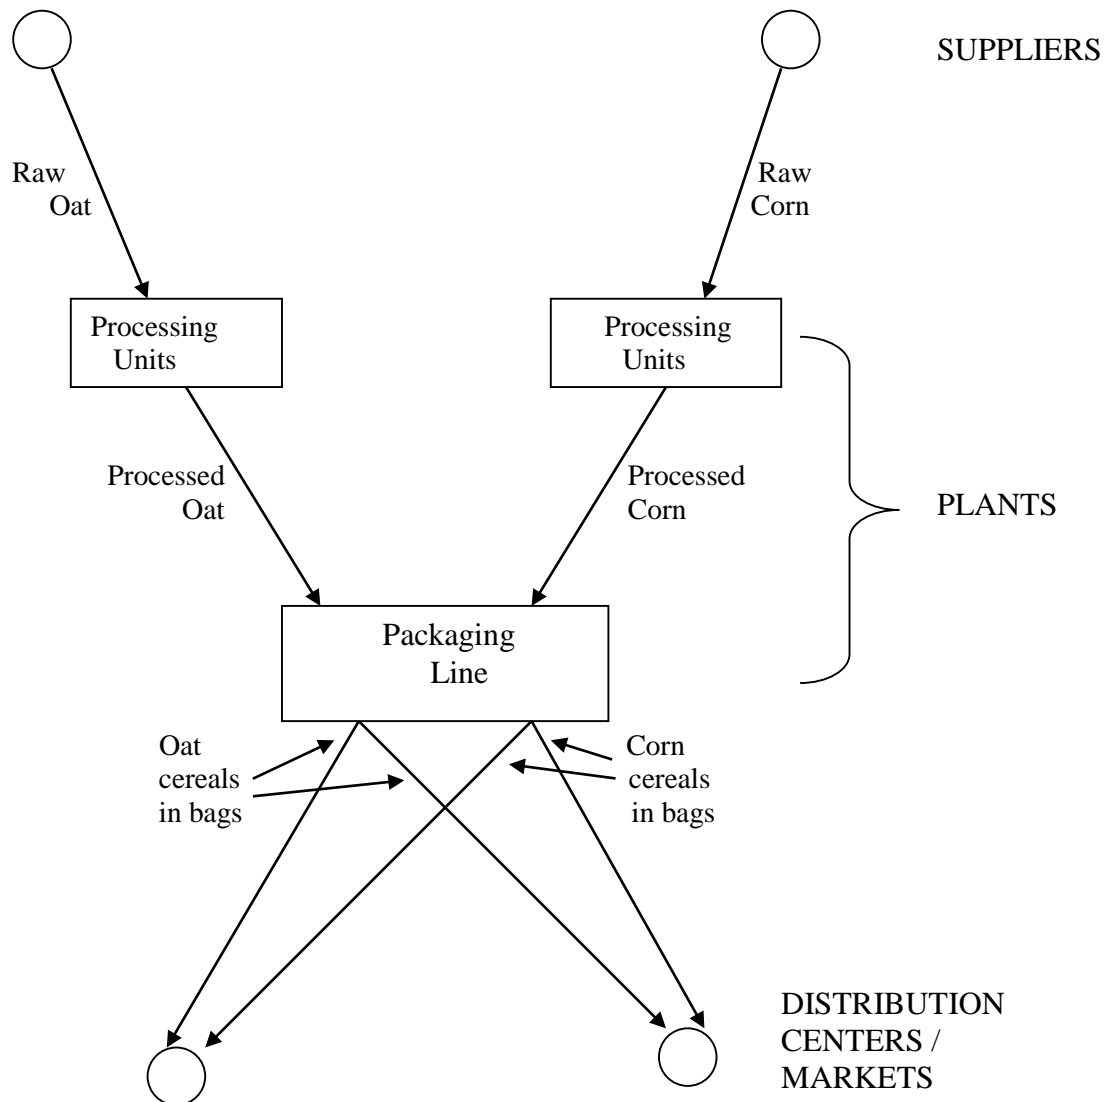 SUPPLIERS
Raw
Oat
Raw
Corn
Processing
Units
Processing
Units
Processed
Oat
Processed
Corn
PLANTS
Packaging
Line
Oat
cereals
in bags
Corn
cereals
in bags
DISTRIBUTION
CENTERS /
MARKETS